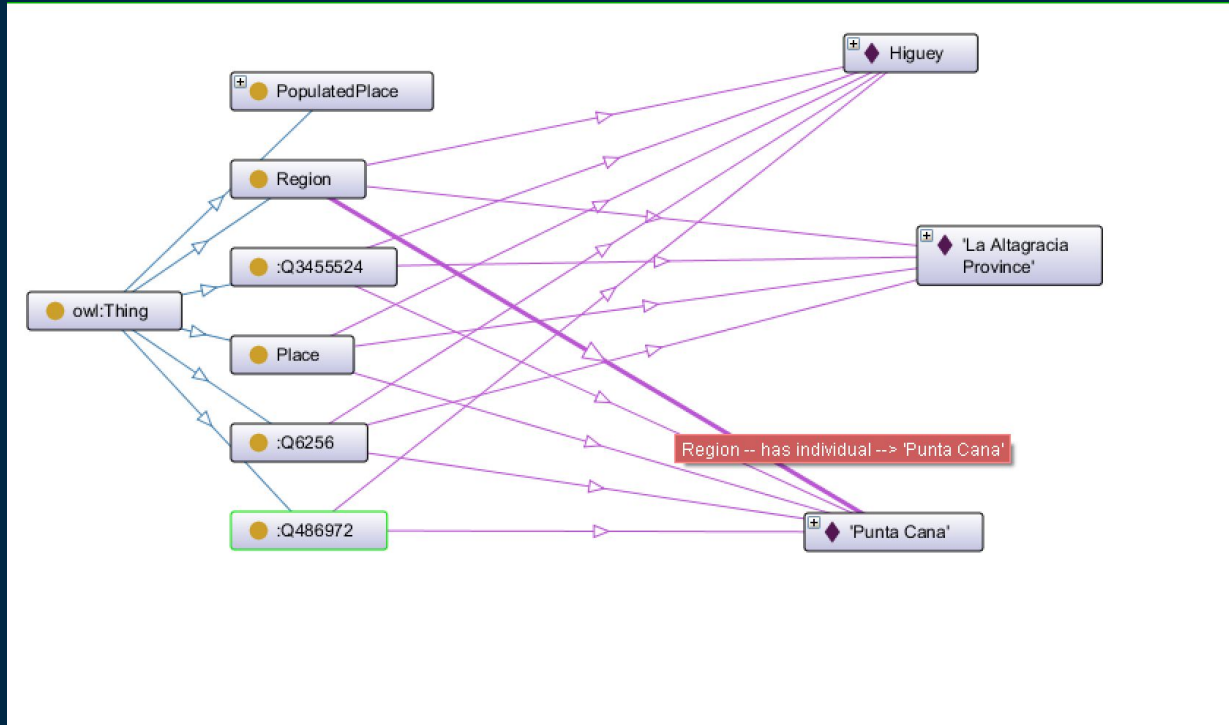 Higuey
PopulatedPlace
Region
'La Altagracia
Province'
:Q3455524
owl:Thing
Place
:Q6256
Region -- has individual --> 'Punta Cana'
:Q486972
'Punta Cana'